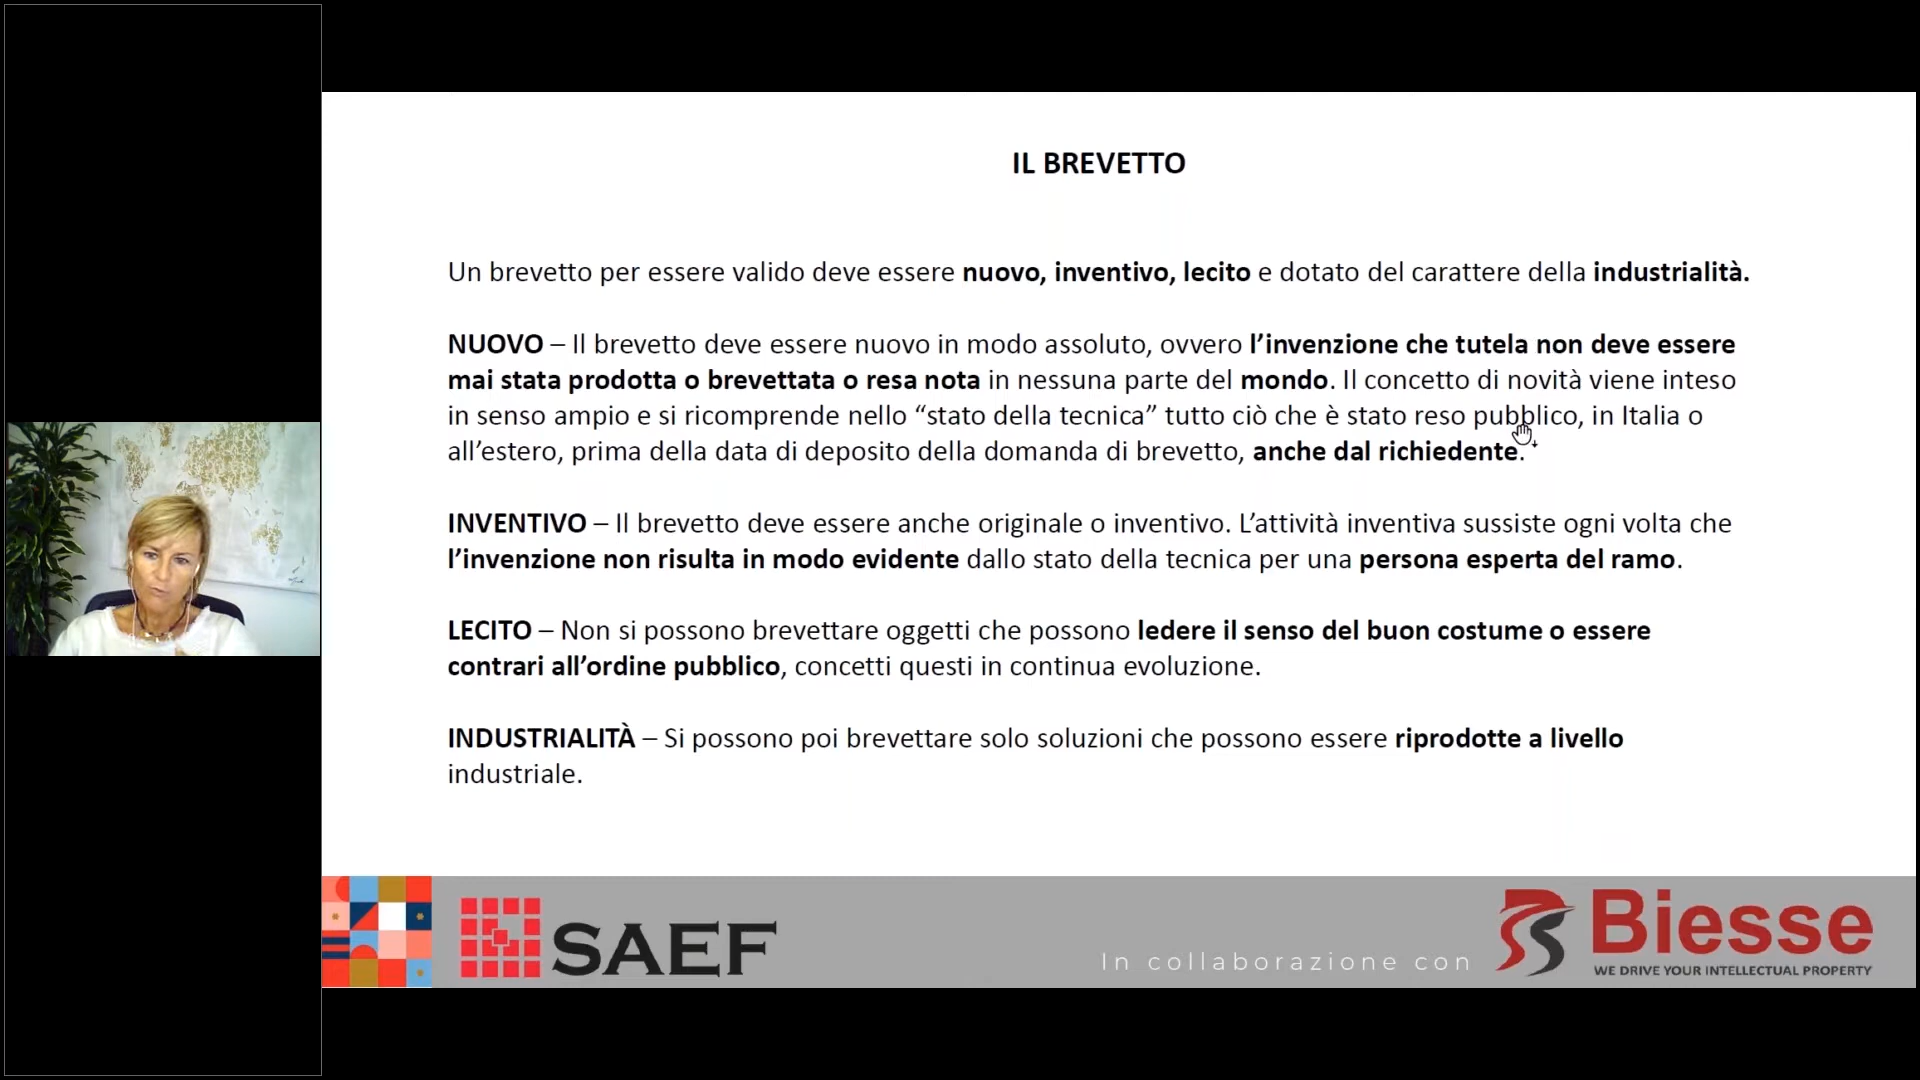 IL BREVETTO
Un brevetto per essere valido deve essere nuovo, inventivo, lecito e dotato del carattere della industrialità.
NUOVO – Il brevetto deve essere nuovo in modo assoluto, ovvero l’invenzione che tutela non deve essere
mai stata prodotta o brevettata o resa nota in nessuna parte del mondo. Il concetto di novità viene inteso
in senso ampio e si ricomprende nello “stato della tecnica” tutto ciò che è stato reso pubblico, in Italia o
all’estero, prima della data di deposito della domanda di brevetto, anche dal richiedente.
INVENTIVO – Il brevetto deve essere anche originale o inventivo. L’attività inventiva sussiste ogni volta che
l’invenzione non risulta in modo evidente dallo stato della tecnica per una persona esperta del ramo.
LECITO – Non si possono brevettare oggetti che possono ledere il senso del buon costume o essere
contrari all’ordine pubblico, concetti questi in continua evoluzione.
INDUSTRIALITÀ – Si possono poi brevettare solo soluzioni che possono essere riprodotte a livello
industriale.
SAEF
In collaborazione con
Biesse
WE DRIVE YOUR INTELLECTUAL PROPERTY